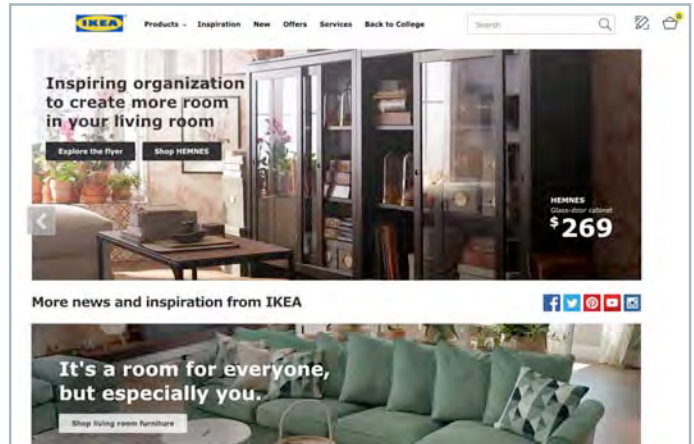 IKEA
Products Inspiration New Offers Services Back to College
Search
0
Inspiring organization
to create more room
in your living room
Explore the flyer Shop HEMNES
HEMNES
Glass-door cabinet
$269
More news and inspiration from IKEA
It's a room for everyone,
but especially you.
Shop living room furniture